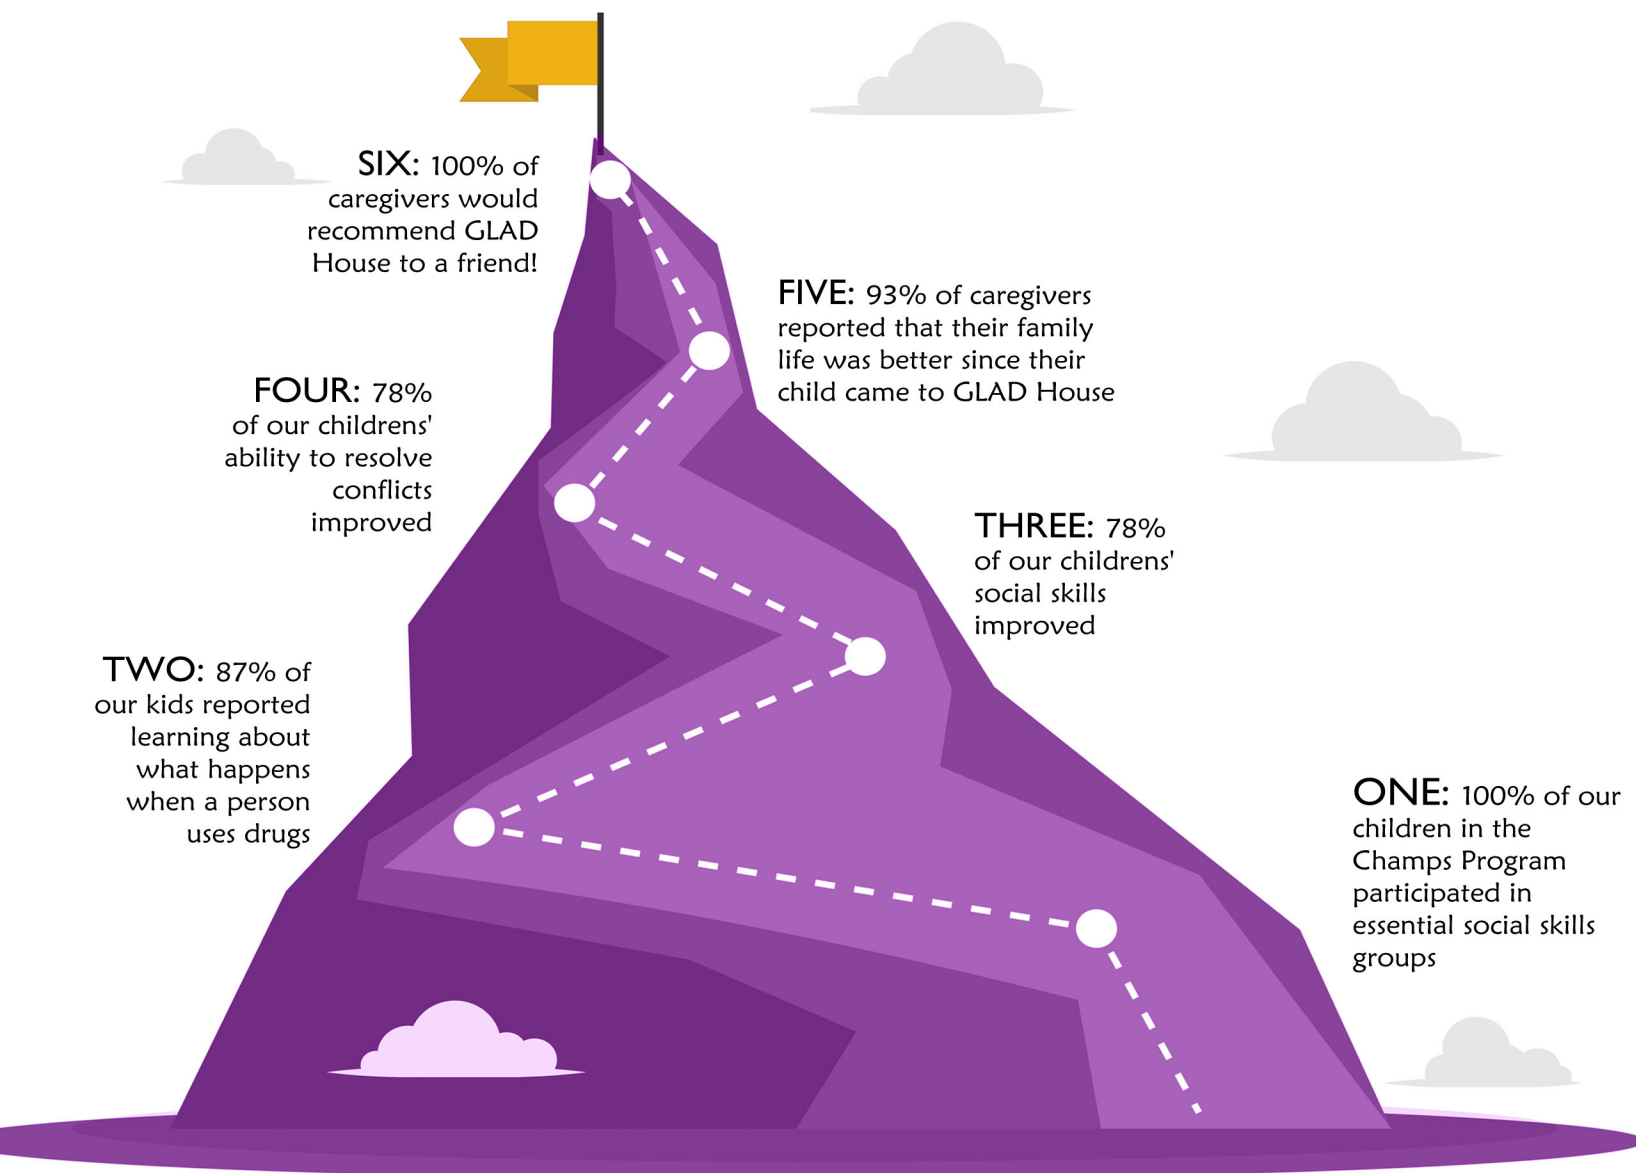 SIX: 100% of
caregivers would
recommend GLAD
House to a friend!
FIVE: 93% of caregivers
reported that their family
life was better since their
child came to GLAD House
FOUR: 78%
of our childrens'
ability to resolve
conflicts
improved
THREE: 78%
of our childrens'
social skills
improved
TWO: 87% of
our kids reported
learning about
what happens
when a person
uses drugs
ONE: 100% of our
children in the
Champs Program
participated in
essential social skills
groups